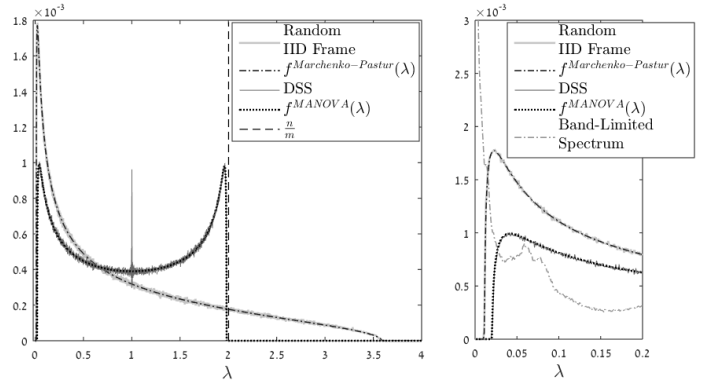 ×10⁻³
1.8
1.6
1.4
1.2
1
0.8
0.6
0.4
0.2
0
0 0.5 1 1.5 2 2.5 3 3.5 4
λ
Random
IID Frame
f^{Marchenko−Pastur}(λ)
DSS
f^{MANOVA}(λ)
n/m
×10⁻³
3
2.5
2
1.5
1
0.5
0
0 0.05 0.1 0.15 0.2
λ
Random
IID Frame
f^{Marchenko−Pastur}(λ)
DSS
f^{MANOVA}(λ)
Band-Limited
Spectrum